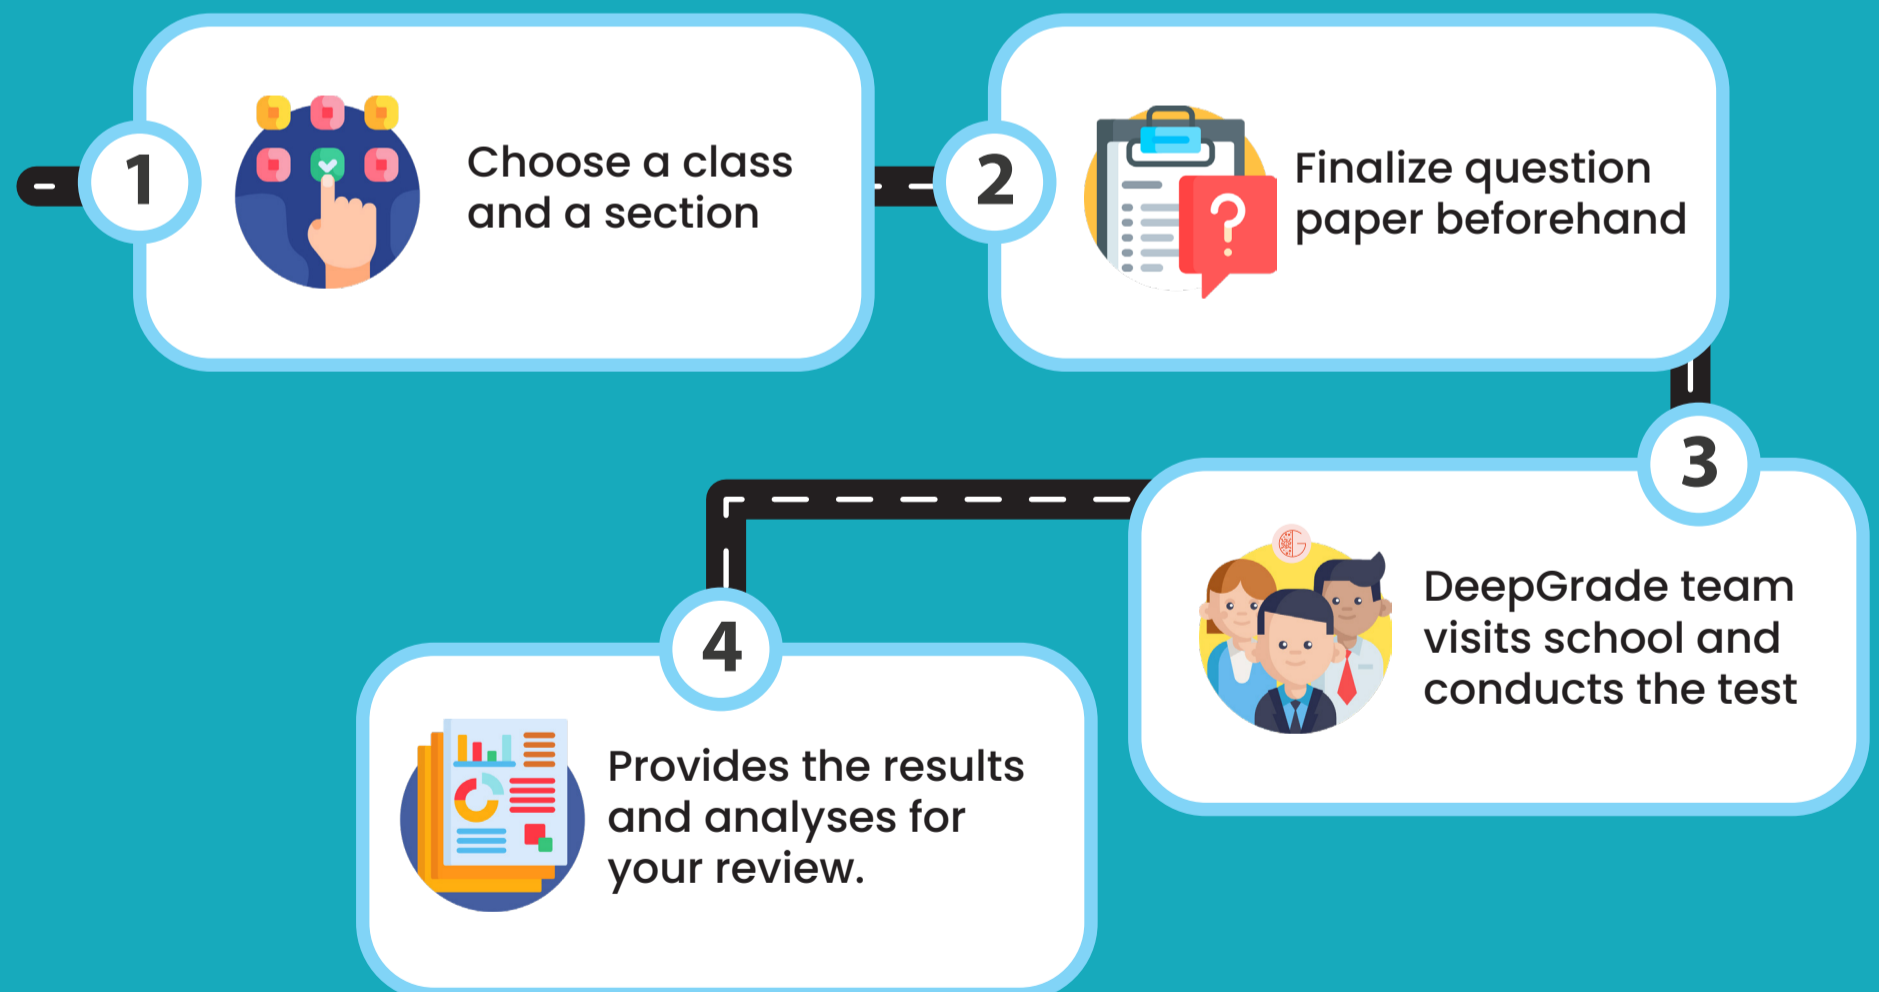 1
Choose a class
and a section
2
Finalize question
paper beforehand
3
DeepGrade team
visits school and
conducts the test
4
Provides the results
and analyses for
your review.